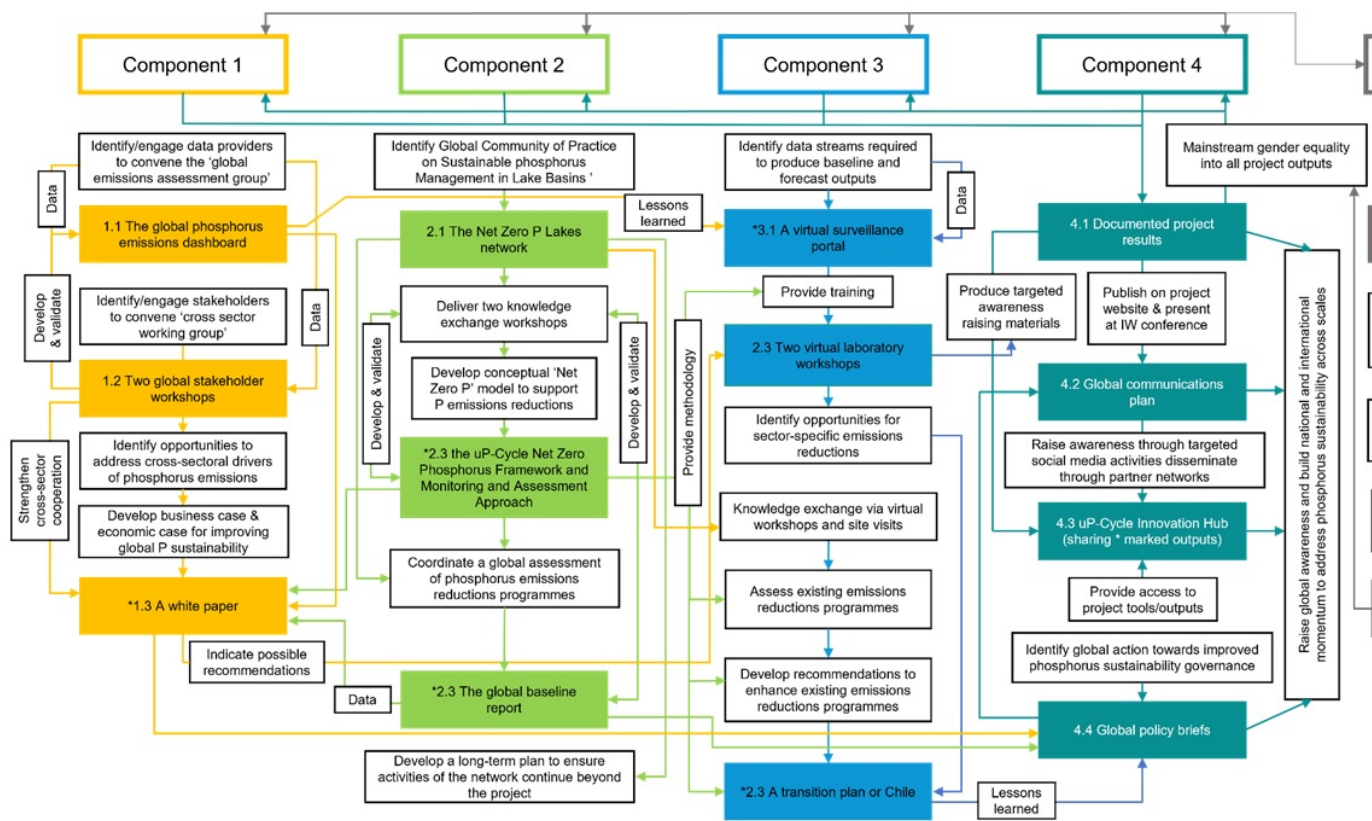 Component 1
Component 2
Component 3
Component 4
Identify/engage data providers
to convene the ‘global
emissions assessment group’
Data
1.1 The global phosphorus
emissions dashboard
Develop
& validate
Identify/engage stakeholders
to convene ‘cross sector
working group’
Data
1.2 Two global stakeholder
workshops
Strengthen
cross-sector
cooperation
Identify opportunities to
address cross-sectoral drivers
of phosphorus emissions
Develop business case &
economic case for improving
global P sustainability
*1.3 A white paper
Indicate possible
recommendations
Identify Global Community of Practice
on Sustainable phosphorus
Management in Lake Basins ’
2.1 The Net Zero P Lakes
network
Deliver two knowledge
exchange workshops
Develop & validate
Develop conceptual ‘Net
Zero P’ model to support
P emissions reductions
Develop & validate
*2.3 the uP-Cycle Net Zero
Phosphorus Framework and
Monitoring and Assessment
Approach
Coordinate a global assessment
of phosphorus emissions
reductions programmes
*2.3 The global baseline
report
Data
Develop a long-term plan to ensure
activities of the network continue beyond
the project
Lessons
learned
Identify data streams required
to produce baseline and
forecast outputs
Data
*3.1 A virtual surveillance
portal
Provide training
Provide methodology
2.3 Two virtual laboratory
workshops
Identify opportunities for
sector-specific emissions
reductions
Knowledge exchange via virtual
workshops and site visits
Assess existing emissions
reductions programmes
Develop recommendations to
enhance existing emissions
reductions programmes
*2.3 A transition plan or Chile
Lessons
learned
Mainstream gender equality
into all project outputs
4.1 Documented project
results
Produce targeted
awareness
raising materials
Publish on project
website & present
at IW conference
4.2 Global communications
plan
Raise awareness through targeted
social media activities disseminate
through partner networks
4.3 uP-Cycle Innovation Hub
(sharing * marked outputs)
Provide access to
project tools/outputs
Identify global action towards improved
phosphorus sustainability governance
4.4 Global policy briefs
Raise global awareness and build national and international
momentum to address phosphorus sustainability across scales